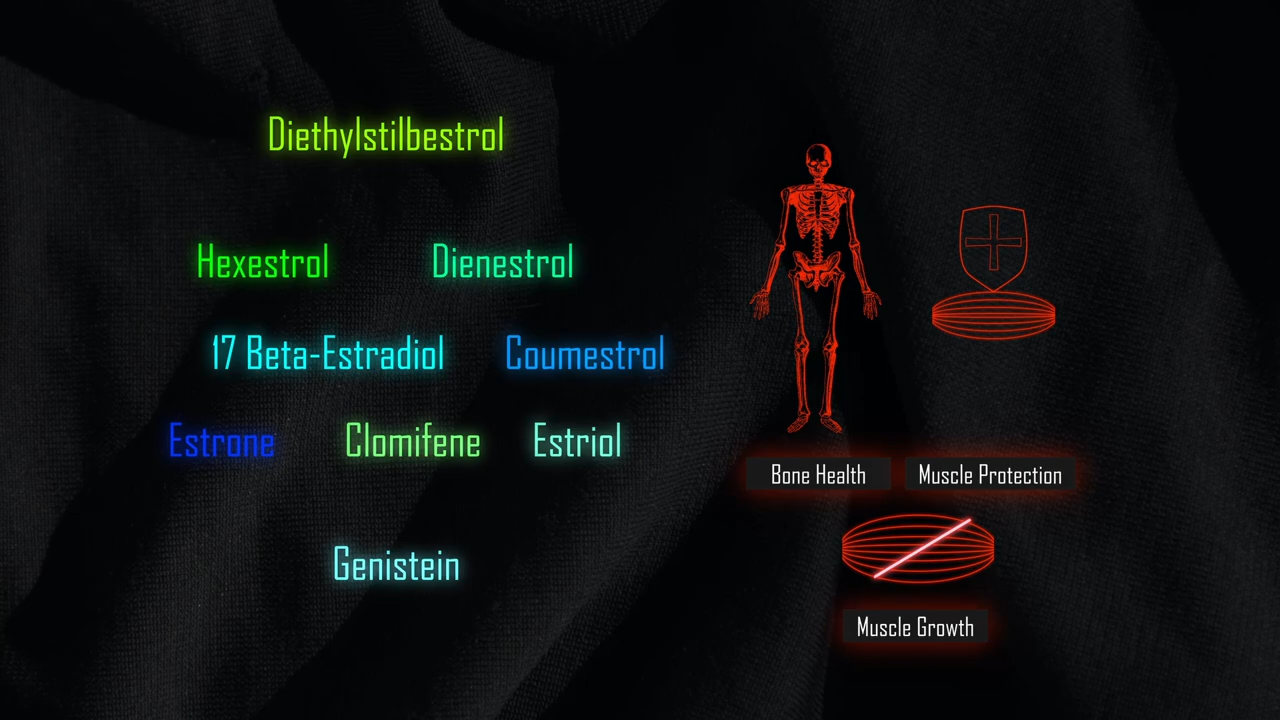 Diethylstilbestrol
Hexestrol Dienestrol
17 Beta-Estradiol Coumestrol
Estrone Clomifene Estriol
Genistein
Bone Health Muscle Protection
Muscle Growth